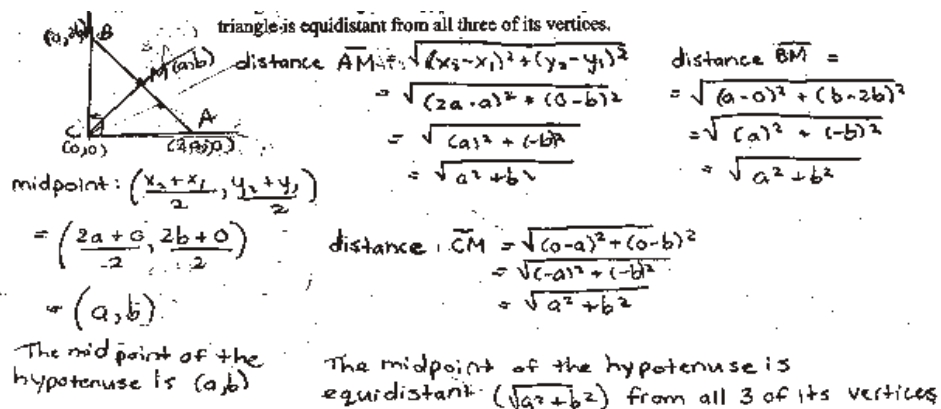 triangle is equidistant from all three of its vertices.
(0,2b) B
M(a,b)
A
C
(0,0)
(2a,0)
distance AM = √((x₂-x₁)² + (y₂-y₁)²)
= √((2a-a)² + (0-b)²)
= √((a)² + (-b)²)
= √(a² + b²)
distance BM =
= √((a-0)² + (b-2b)²)
= √((a)² + (-b)²)
= √(a² + b²)
midpoint: ((x₂+x₁)/2, (y₂+y₁)/2)
= ((2a+0)/2, (2b+0)/2)
= (a,b)
The midpoint of the
hypotenuse is (a,b)
distance : CM = √((0-a)² + (0-b)²)
= √((-a)² + (-b)²)
= √(a² + b²)
The midpoint of the hypotenuse is
equidistant (√(a²+b²)) from all 3 of its vertices